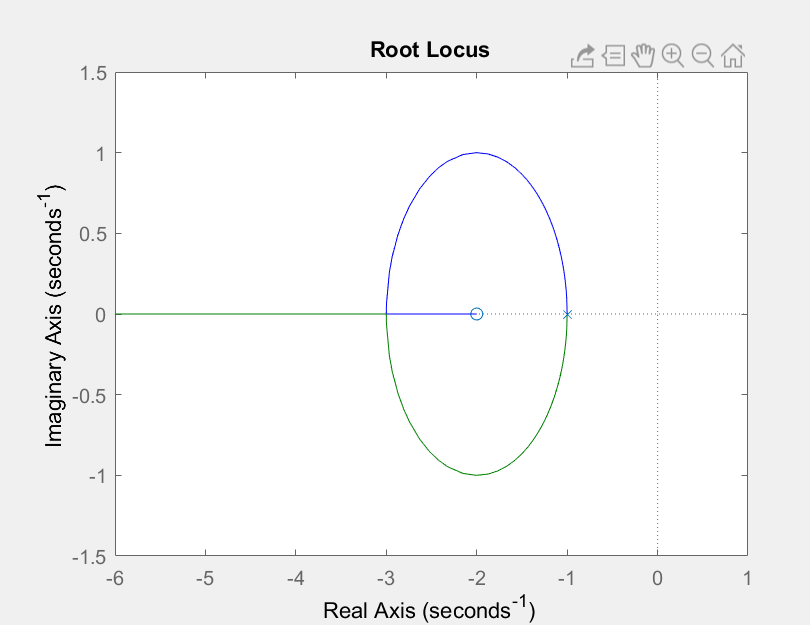 Root Locus
1.5
1
0.5
0
-0.5
-1
-1.5
Imaginary Axis (seconds⁻¹)
-6 -5 -4 -3 -2 -1 0 1
Real Axis (seconds⁻¹)